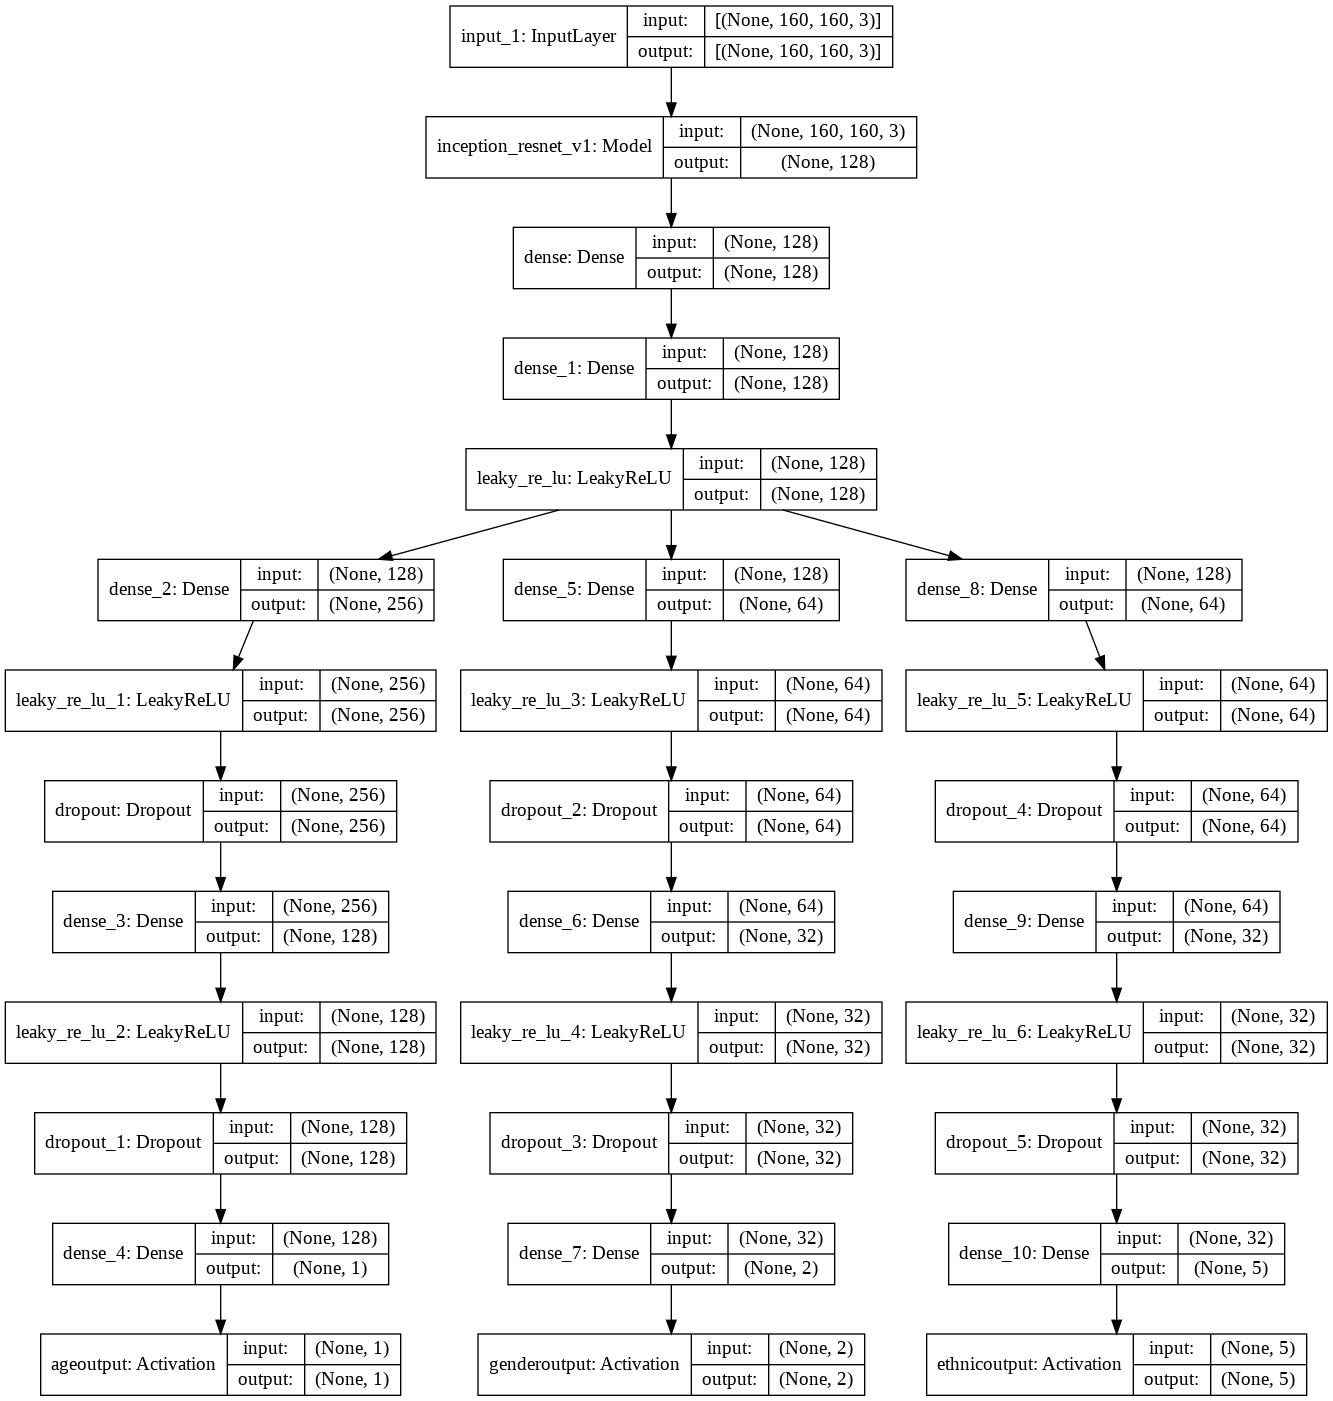 input_1: InputLayer
input:
[(None, 160, 160, 3)]
output:
[(None, 160, 160, 3)]
inception_resnet_v1: Model
input:
(None, 160, 160, 3)
output:
(None, 128)
dense: Dense
input:
(None, 128)
output:
(None, 128)
dense_1: Dense
input:
(None, 128)
output:
(None, 128)
leaky_re_lu: LeakyReLU
input:
(None, 128)
output:
(None, 128)
dense_2: Dense
input:
(None, 128)
output:
(None, 256)
dense_5: Dense
input:
(None, 128)
output:
(None, 64)
dense_8: Dense
input:
(None, 128)
output:
(None, 64)
leaky_re_lu_1: LeakyReLU
input:
(None, 256)
output:
(None, 256)
leaky_re_lu_3: LeakyReLU
input:
(None, 64)
output:
(None, 64)
leaky_re_lu_5: LeakyReLU
input:
(None, 64)
output:
(None, 64)
dropout: Dropout
input:
(None, 256)
output:
(None, 256)
dropout_2: Dropout
input:
(None, 64)
output:
(None, 64)
dropout_4: Dropout
input:
(None, 64)
output:
(None, 64)
dense_3: Dense
input:
(None, 256)
output:
(None, 128)
dense_6: Dense
input:
(None, 64)
output:
(None, 32)
dense_9: Dense
input:
(None, 64)
output:
(None, 32)
leaky_re_lu_2: LeakyReLU
input:
(None, 128)
output:
(None, 128)
leaky_re_lu_4: LeakyReLU
input:
(None, 32)
output:
(None, 32)
leaky_re_lu_6: LeakyReLU
input:
(None, 32)
output:
(None, 32)
dropout_1: Dropout
input:
(None, 128)
output:
(None, 128)
dropout_3: Dropout
input:
(None, 32)
output:
(None, 32)
dropout_5: Dropout
input:
(None, 32)
output:
(None, 32)
dense_4: Dense
input:
(None, 128)
output:
(None, 1)
dense_7: Dense
input:
(None, 32)
output:
(None, 2)
dense_10: Dense
input:
(None, 32)
output:
(None, 5)
ageoutput: Activation
input:
(None, 1)
output:
(None, 1)
genderoutput: Activation
input:
(None, 2)
output:
(None, 2)
ethnicoutput: Activation
input:
(None, 5)
output:
(None, 5)